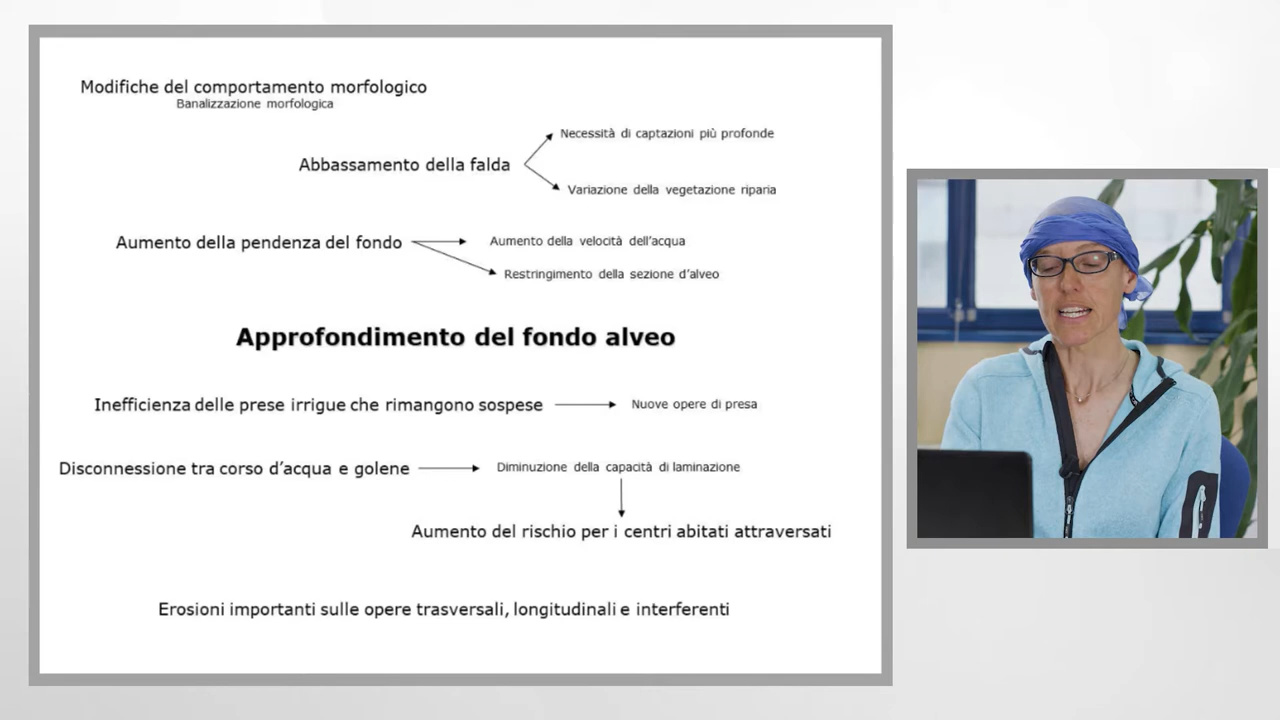 Modifiche del comportamento morfologico
Banalizzazione morfologica
Necessità di captazioni più profonde
Abbassamento della falda
Variazione della vegetazione riparia
Aumento della pendenza del fondo
Aumento della velocità dell'acqua
Restringimento della sezione d'alveo
Approfondimento del fondo alveo
Inefficienza delle prese irrigue che rimangono sospese
Nuove opere di presa
Disconnessione tra corso d'acqua e golene
Diminuzione della capacità di laminazione
Aumento del rischio per i centri abitati attraversati
Erosioni importanti sulle opere trasversali, longitudinali e interferenti